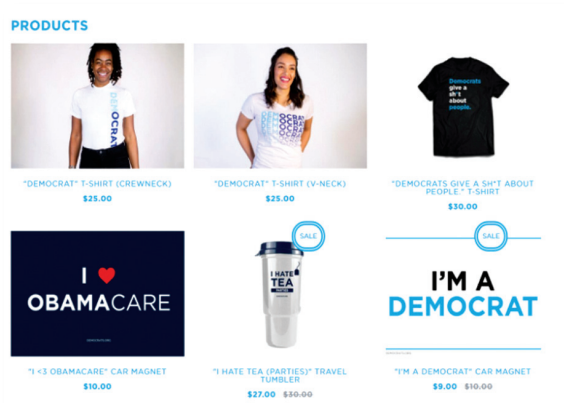 PRODUCTS
DEMOCRAT
DEMOCRAT
Democrats
give a
sh*t
about
people.
"DEMOCRAT" T-SHIRT (CREWNECK)
$25.00
"DEMOCRAT" T-SHIRT (V-NECK)
$25.00
"DEMOCRATS GIVE A SH*T ABOUT
PEOPLE." T-SHIRT
$30.00
I ♥
OBAMACARE
SALE
I HATE
TEA
SALE
I'M A
DEMOCRAT
"I <3 OBAMACARE" CAR MAGNET
$10.00
"I HATE TEA (PARTIES)" TRAVEL
TUMBLER
$27.00 $30.00
"I'M A DEMOCRAT" CAR MAGNET
$9.00 $10.00